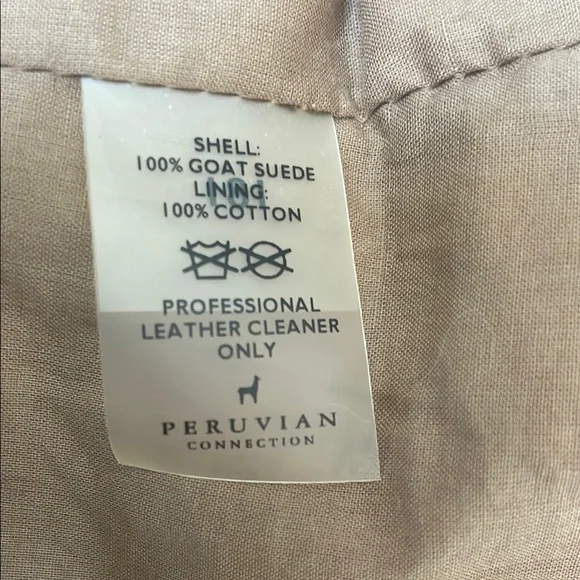 SHELL:
100% GOAT SUEDE
LINING:
100% COTTON
PROFESSIONAL
LEATHER CLEANER
ONLY
PERUVIAN
CONNECTION